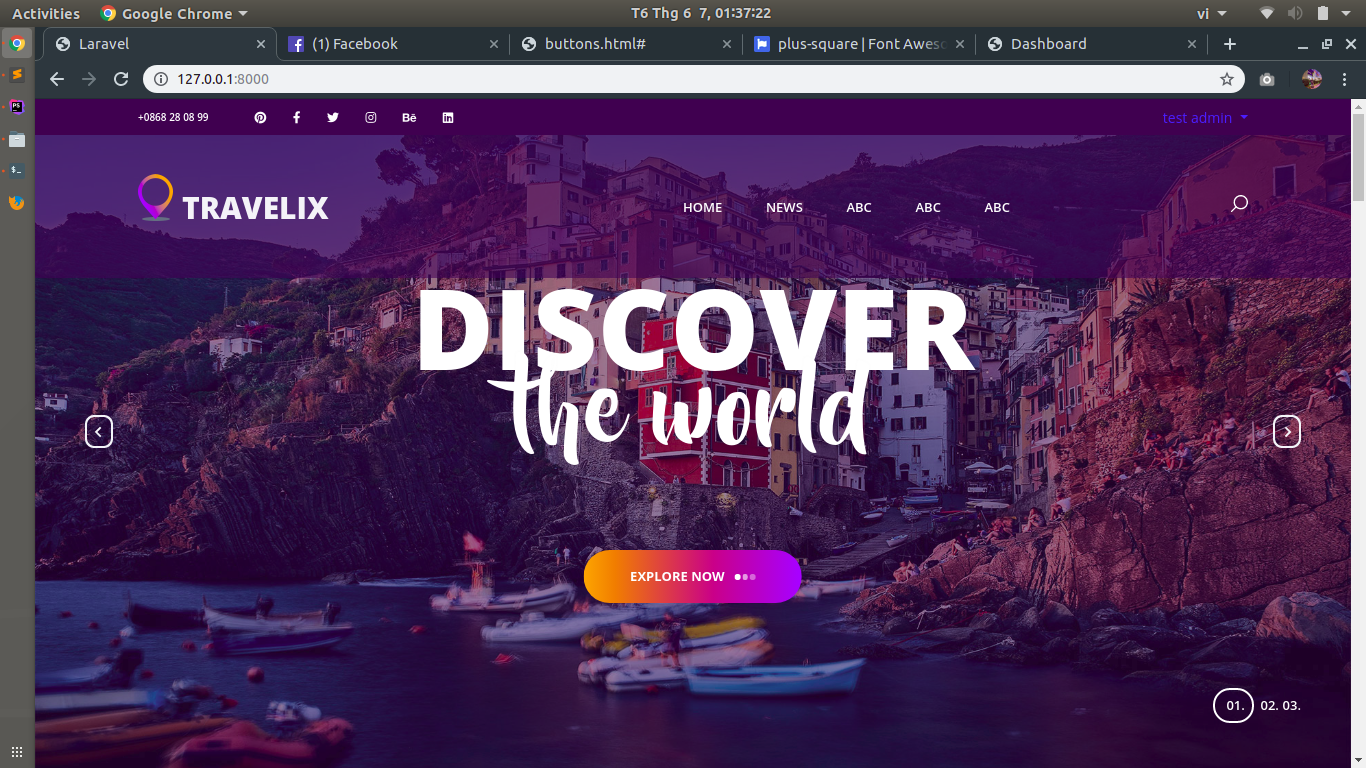 Activities Google Chrome T6 Thg 6 7, 01:37:22 vi
Laravel (1) Facebook buttons.html# plus-square | Font Aweso Dashboard
127.0.0.1:8000
+0868 28 08 99 Bē test admin
TRAVELIX HOME NEWS ABC ABC ABC
DISCOVER
the world
EXPLORE NOW
01. 02. 03.